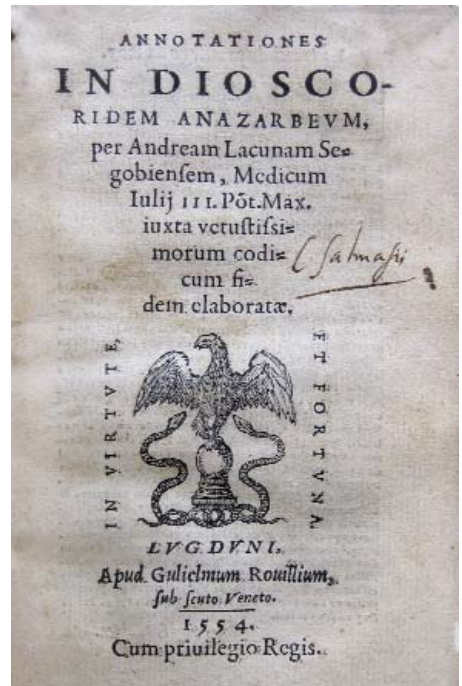 ANNOTATIONES
IN DIOSCO-
RIDEM ANAZARBEVM,
per Andream Lacunam Se-
gobiensem, Medicum
Iulij III. Põt. Max.
iuxta vetustissi-
morum codi-
cum fi-
dem elaboratæ.
C Salmasii
IN VIRTVTE,
ET FORTVNA.
LVGDVNI,
Apud Gulielmum Rouillium,
sub scuto Veneto.
1554.
Cum priuilegio Regis.